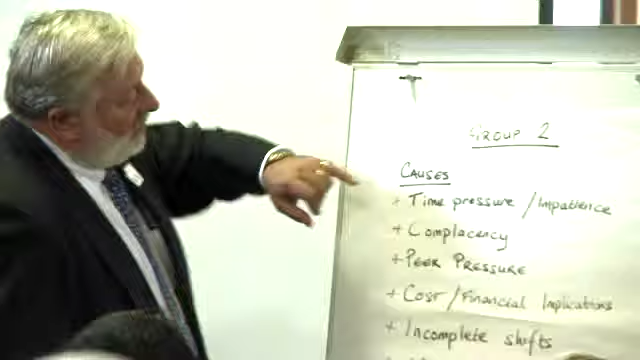 GROUP 2
CAUSES
+ Time pressure / Impatience
+ Complacency
+ PEER PRESSURE
+ Cost / Financial Implications
+ Incomplete shifts